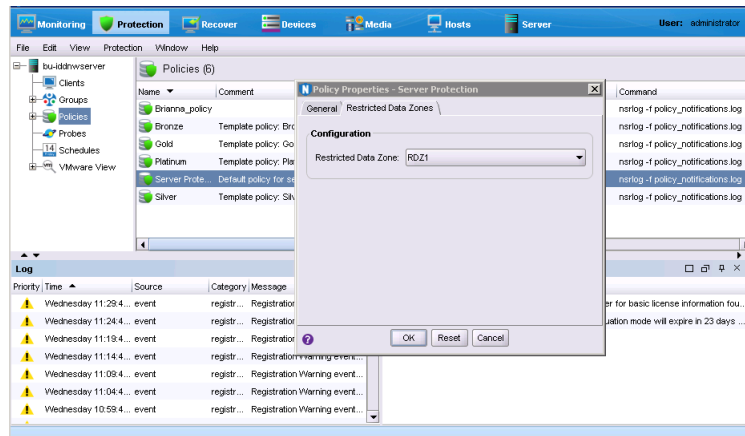 Monitoring Protection Recover Devices Media Hosts Server User: administrator
File Edit View Protection Window Help
bu-iddnwserver
Clients
Groups
Policies
Probes
Schedules
VMware View
Policies (6)
Name Comment Command
Brianna_policy nsrlog -f policy_notifications.log
Bronze Template policy: Bro nsrlog -f policy_notifications.log
Gold Template policy: Go nsrlog -f policy_notifications.log
Platinum Template policy: Pla nsrlog -f policy_notifications.log
Server Prote... Default policy for se nsrlog -f policy_notifications.log
Silver Template policy: Silv nsrlog -f policy_notifications.log
Policy Properties - Server Protection
General Restricted Data Zones
Configuration
Restricted Data Zone: RDZ1
OK Reset Cancel
Log
Priority Time Source Category Message
Wednesday 11:29:4... event registr... Registration er for basic license information fou...
Wednesday 11:24:4... event registr... Registration uation mode will expire in 23 days ...
Wednesday 11:19:4... event registr... Registration
Wednesday 11:14:4... event registr... Registration Warning event...
Wednesday 11:09:4... event registr... Registration Warning event...
Wednesday 11:04:4... event registr... Registration Warning event...
Wednesday 10:59:4... event registr... Registration Warning event...